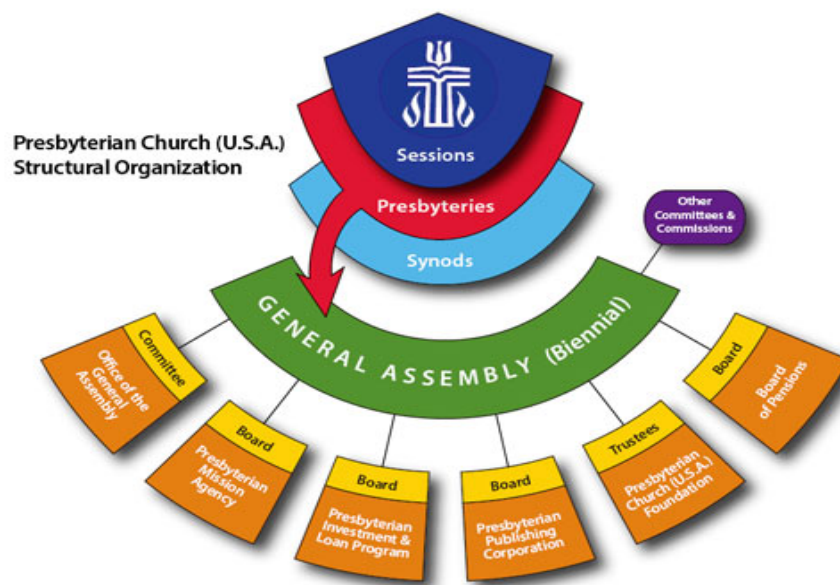 Presbyterian Church (U.S.A.)
Structural Organization
Sessions
Presbyteries
Synods
Other
Committees &
Commissions
GENERAL ASSEMBLY (Biennial)
Committee
Office of the
General
Assembly
Board
Presbyterian
Mission
Agency
Board
Presbyterian
Investment &
Loan Program
Board
Presbyterian
Publishing
Corporation
Trustees
Presbyterian
Church (U.S.A.)
Foundation
Board
Board
of Pensions